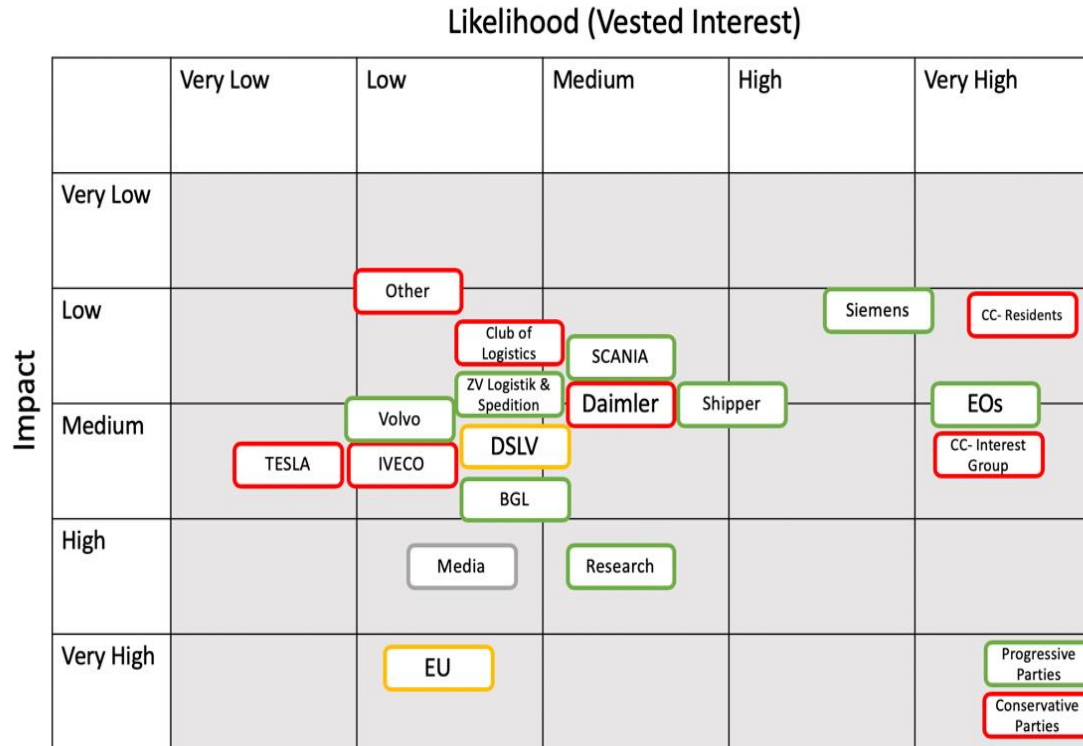 Likelihood (Vested Interest)
Very Low
Low
Medium
High
Very High
Impact
Very Low
Other
Low
Siemens
CC- Residents
Club of
Logistics
SCANIA
ZV Logistik &
Spedition
Daimler
Shipper
EOs
Medium
Volvo
DSLV
CC- Interest
Group
TESLA
IVECO
BGL
High
Media
Research
Very High
EU
Progressive
Parties
Conservative
Parties